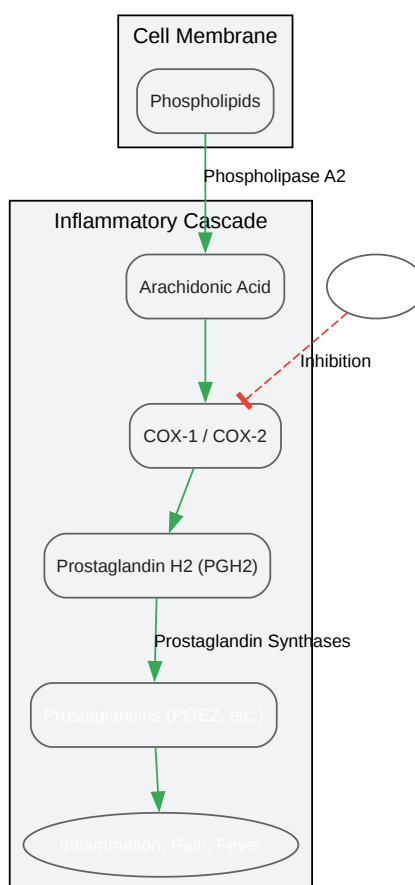 Cell Membrane
Phospholipids
Phospholipase A2
Inflammatory Cascade
Arachidonic Acid
Inhibition
COX-1 / COX-2
Prostaglandin H2 (PGH2)
Prostaglandin Synthases
Prostaglandins (PGE2, etc.)
Inflammation, Pain, Fever